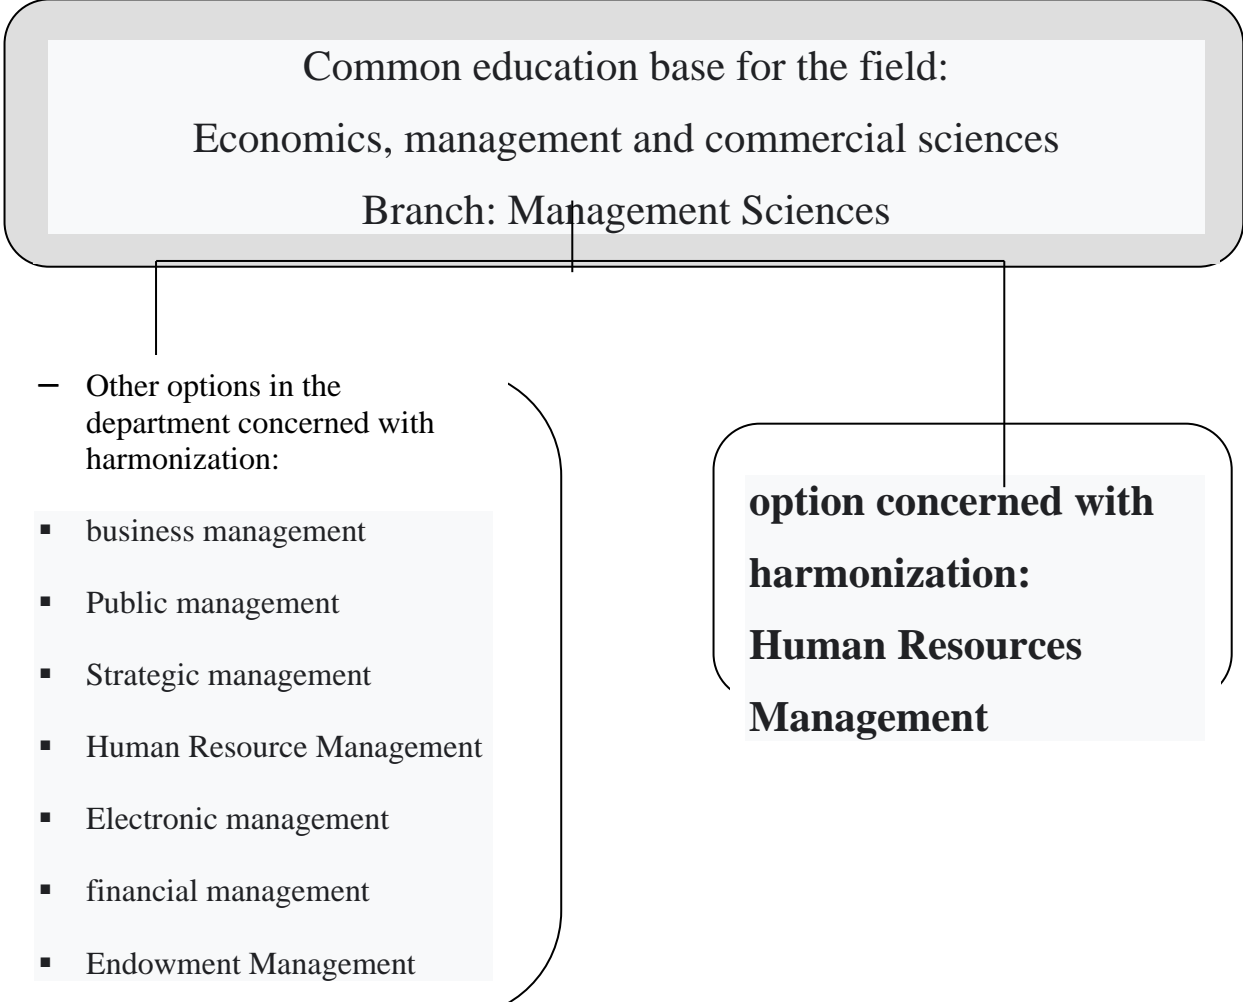 Common education base for the field:
Economics, management and commercial sciences
Branch: Management Sciences
– Other options in the
department concerned with
harmonization:
▪ business management
▪ Public management
▪ Strategic management
▪ Human Resource Management
▪ Electronic management
▪ financial management
▪ Endowment Management
option concerned with
harmonization:
Human Resources
Management